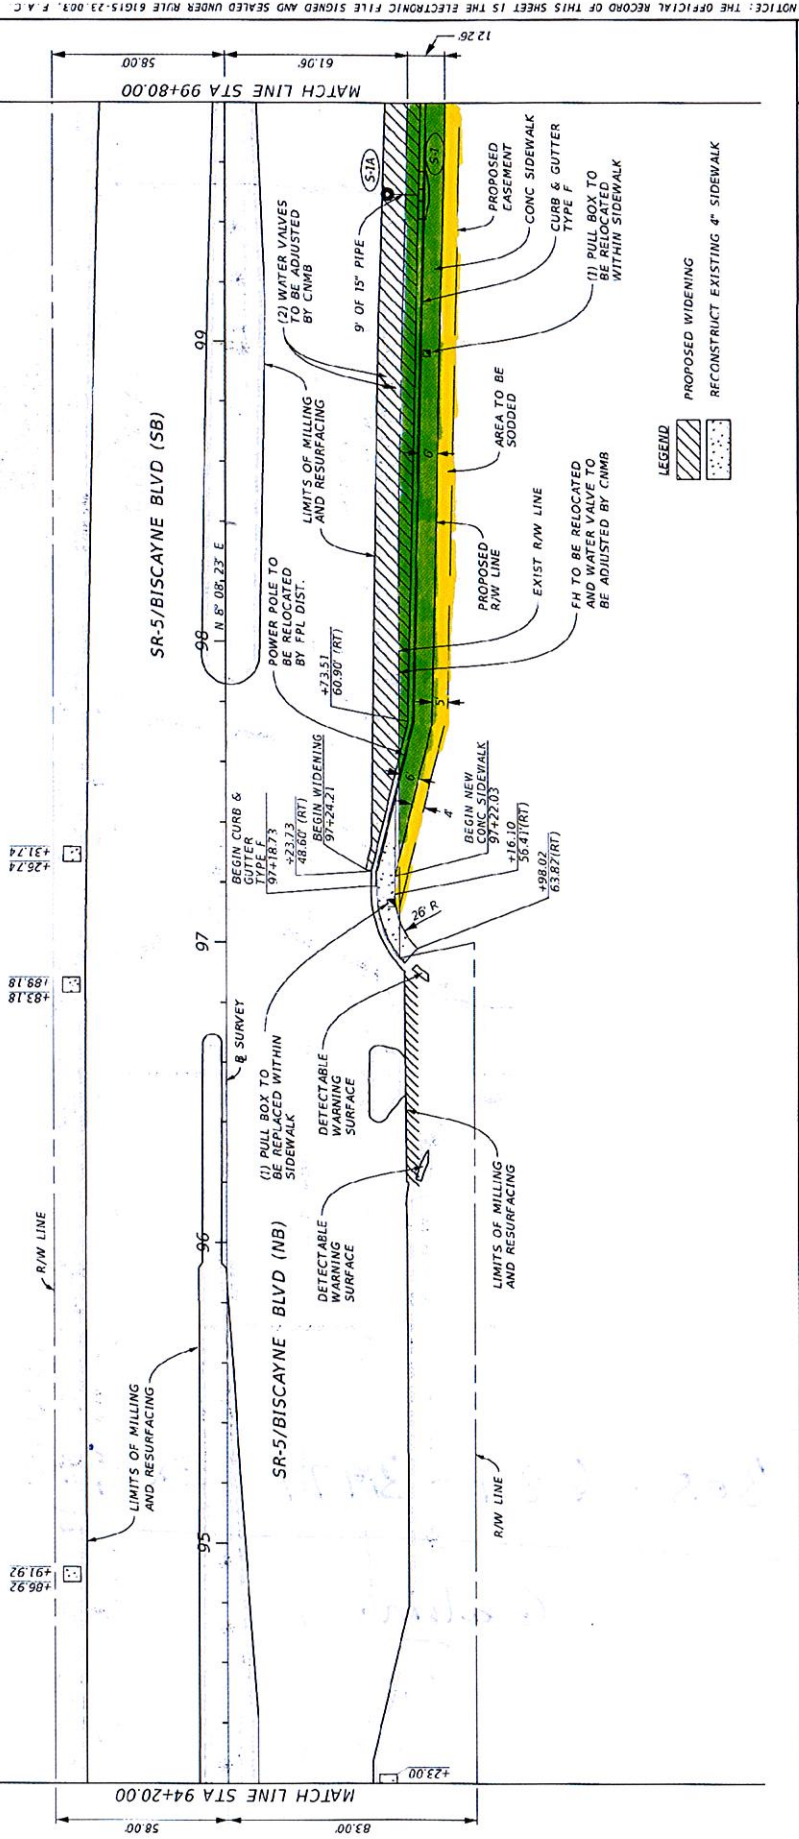 NOTICE: THE OFFICIAL RECORD OF THIS SHEET IS THE ELECTRONIC FILE SIGNED AND SEALED UNDER RULE 61G15-23.003, F.A.C.
MATCH LINE STA 94+20.00
58.00'
83.00'
+23.00
+86.92
+91.92
LIMITS OF MILLING
AND RESURFACING
R/W LINE
95
96
97
98
99
SR-5/BISCAYNE BLVD (NB)
SR-5/BISCAYNE BLVD (SB)
R/W LINE
+83.18
+89.18
+26.74
+31.74
B SURVEY
N 8° 08' 23" E
(1) PULL BOX TO
BE REPLACED WITHIN
SIDEWALK
DETECTABLE
WARNING
SURFACE
DETECTABLE
WARNING
SURFACE
LIMITS OF MILLING
AND RESURFACING
BEGIN CURB &
GUTTER
TYPE F
97+18.73
+23.73
48.60' (RT)
BEGIN WIDENING
97+24.21
+73.51
60.90' (RT)
POWER POLE TO
BE RELOCATED
BY FPL DIST.
LIMITS OF MILLING
AND RESURFACING
(2) WATER VALVES
TO BE ADJUSTED
BY CNMB
9' OF 15" PIPE
S-1A
S-1
26' R
6'
4'
5'
BEGIN NEW
CONC SIDEWALK
97+22.03
+16.10
56.41'(RT)
+98.02
63.82'(RT)
PROPOSED
R/W LINE
EXIST R/W LINE
FH TO BE RELOCATED
AND WATER VALVE TO
BE ADJUSTED BY CNMB
AREA TO BE
SODDED
PROPOSED
EASEMENT
CONC SIDEWALK
CURB & GUTTER
TYPE F
(1) PULL BOX TO
BE RELOCATED
WITHIN SIDEWALK
LEGEND
PROPOSED WIDENING
RECONSTRUCT EXISTING 4" SIDEWALK
MATCH LINE STA 99+80.00
58.00'
61.06'
12.26'